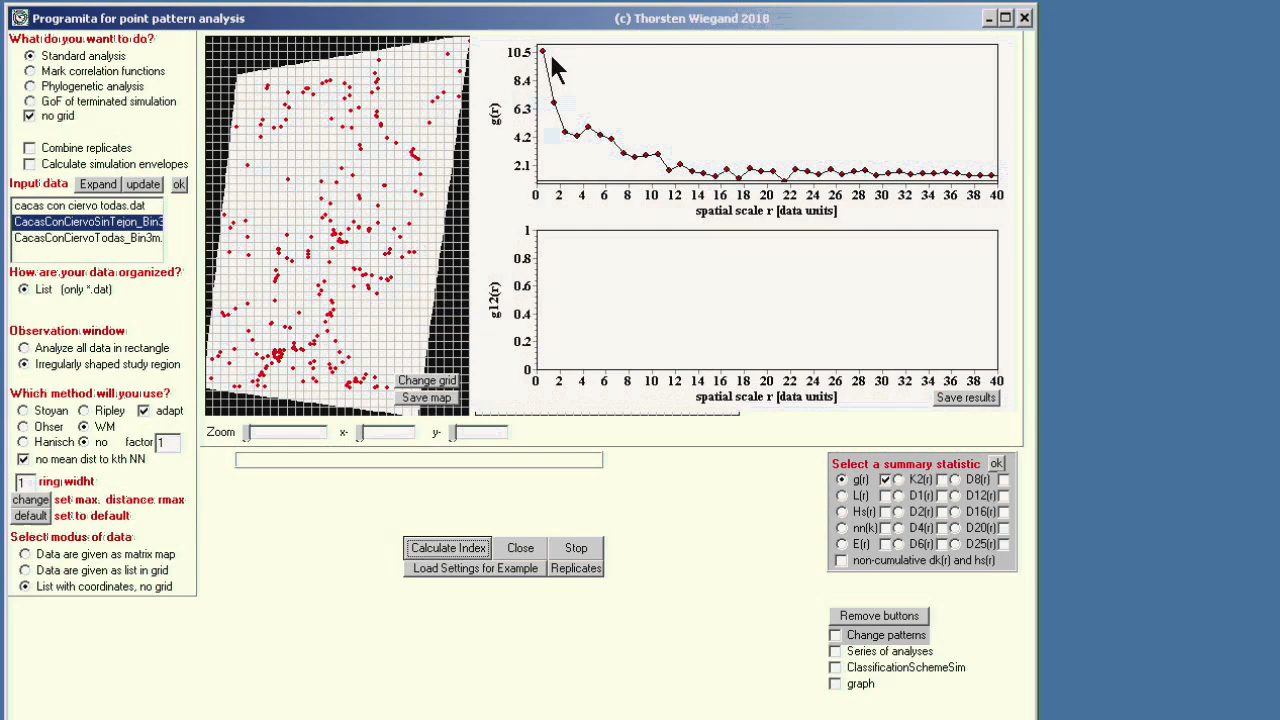 Programita for point pattern analysis (c) Thorsten Wiegand 2018
What do you want to do?
Standard analysis
Mark correlation functions
Phylogenetic analysis
GoF of terminated simulation
no grid
Combine replicates
Calculate simulation envelopes
Input data Expand update ok
cacas con ciervo todas.dat
CacasConCiervoSinTejon_Bin3
CacasConCiervoTodas_Bin3m.
How are your data organized?
List (only *.dat)
Observation window
Analyze all data in rectangle
Irregularly shaped study region
Which method will you use?
Stoyan Ripley adapt
Ohser WM
Hanisch no factor 1
no mean dist to kth NN
1 ring widht
change set max. distance rmax
default set to default
Select modus of data
Data are given as matrix map
Data are given as list in grid
List with coordinates, no grid
Change grid
Save map
Zoom x- y-
10.5
8.4
6.3
4.2
2.1
g(r)
0 2 4 6 8 10 12 14 16 18 20 22 24 26 28 30 32 34 36 38 40
spatial scale r [data units]
1
0.8
0.6
0.4
0.2
0
g12(r)
0 2 4 6 8 10 12 14 16 18 20 22 24 26 28 30 32 34 36 38 40
spatial scale r [data units]
Save results
Calculate Index Close Stop
Load Settings for Example Replicates
Select a summary statistic ok
g(r) K2(r) D8(r)
L(r) D1(r) D12(r)
Hs(r) D2(r) D16(r)
nn(k) D4(r) D20(r)
E(r) D6(r) D25(r)
non-cumulative dk(r) and hs(r)
Remove buttons
Change patterns
Series of analyses
ClassificationSchemeSim
graph